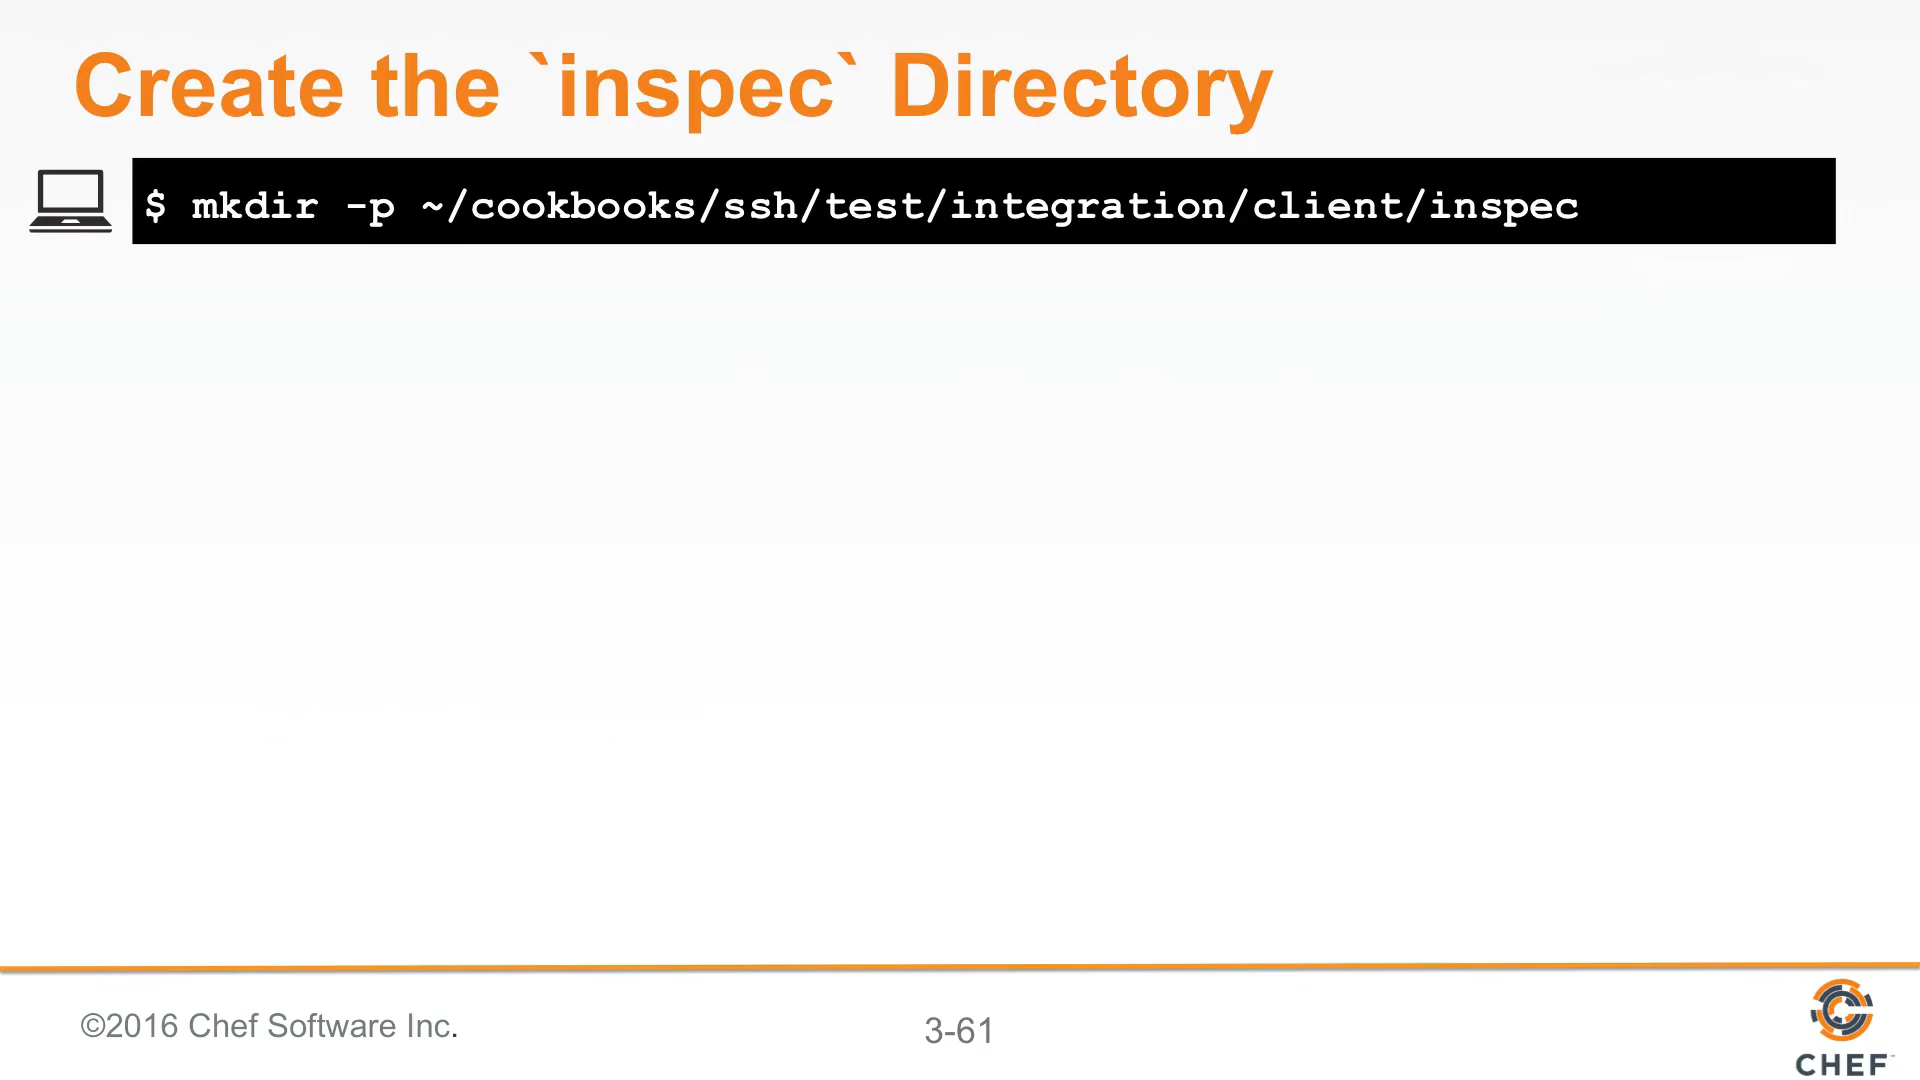 Create the `inspec` Directory
$ mkdir -p ~/cookbooks/ssh/test/integration/client/inspec
©2016 Chef Software Inc.
3-61
CHEF